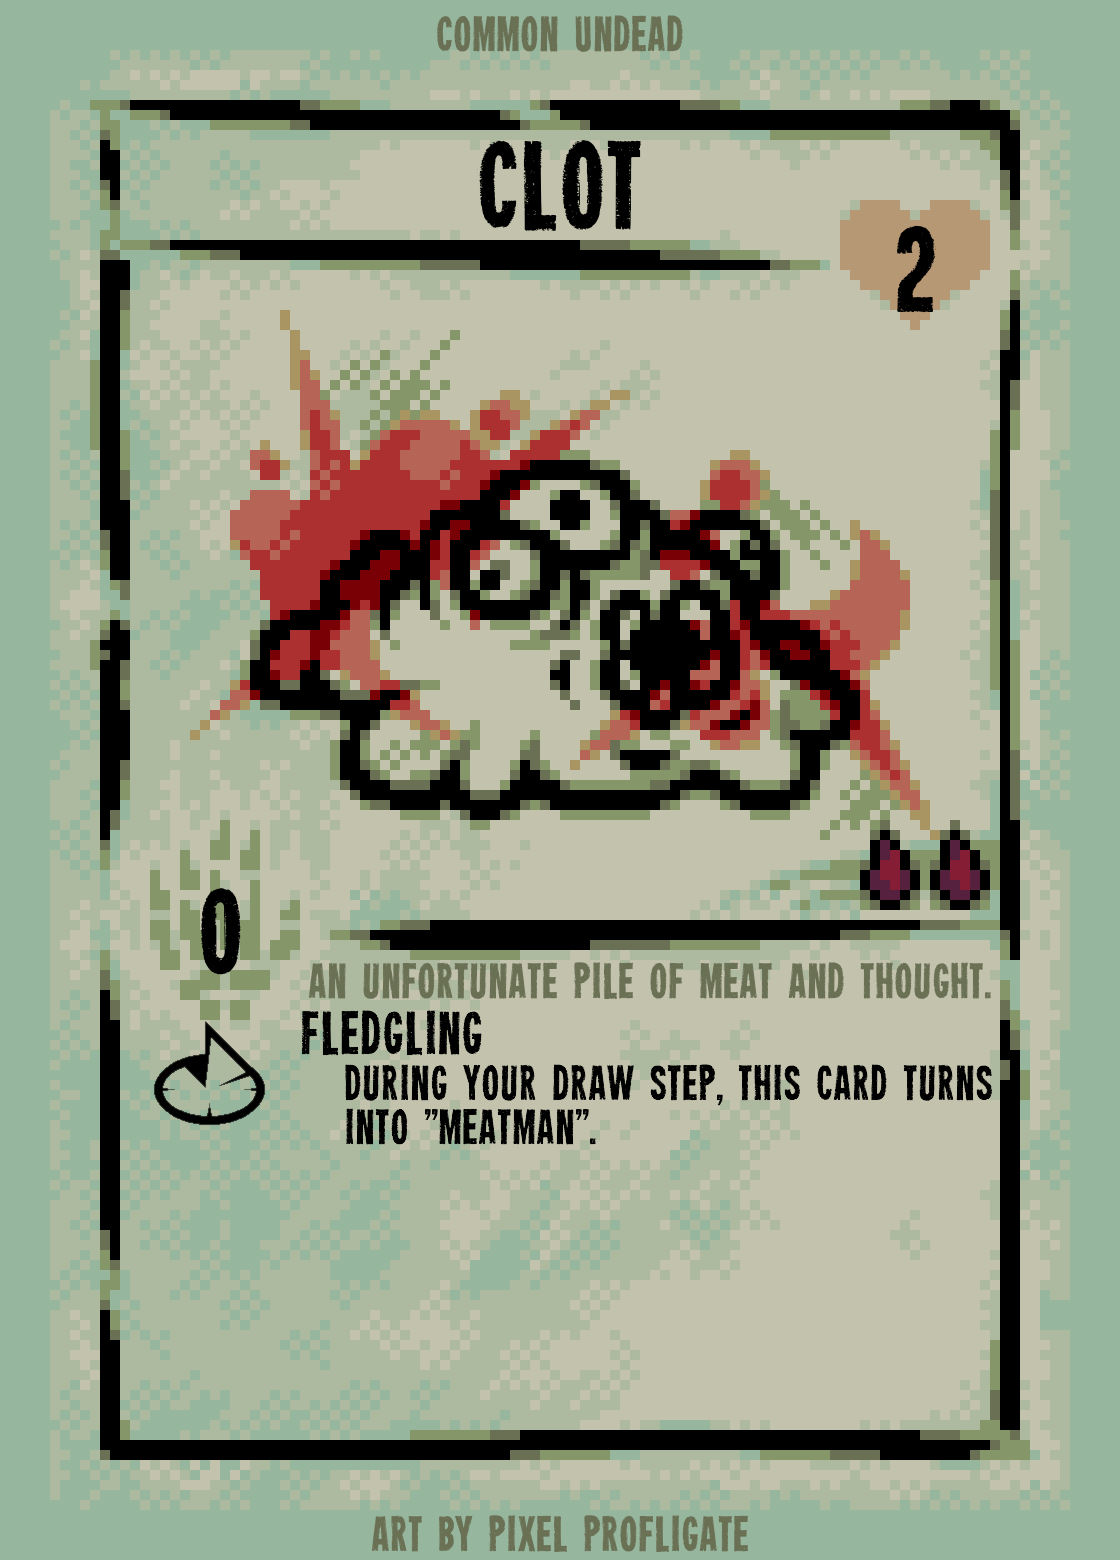 COMMON UNDEAD
CLOT
2
0
AN UNFORTUNATE PILE OF MEAT AND THOUGHT.
FLEDGLING
DURING YOUR DRAW STEP, THIS CARD TURNS
INTO "MEATMAN".
ART BY PIXEL PROFLIGATE